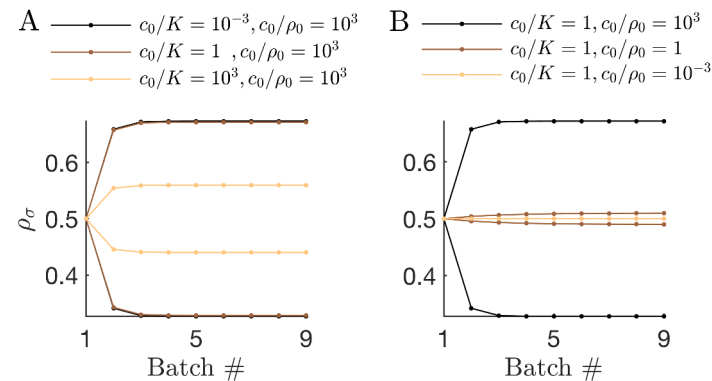 A
c₀/K = 10⁻³, c₀/ρ₀ = 10³
c₀/K = 1 , c₀/ρ₀ = 10³
c₀/K = 10³, c₀/ρ₀ = 10³
0.6
0.5
0.4
ρσ
1 5 9
Batch #
B
c₀/K = 1, c₀/ρ₀ = 10³
c₀/K = 1, c₀/ρ₀ = 1
c₀/K = 1, c₀/ρ₀ = 10⁻³
0.6
0.5
0.4
1 5 9
Batch #